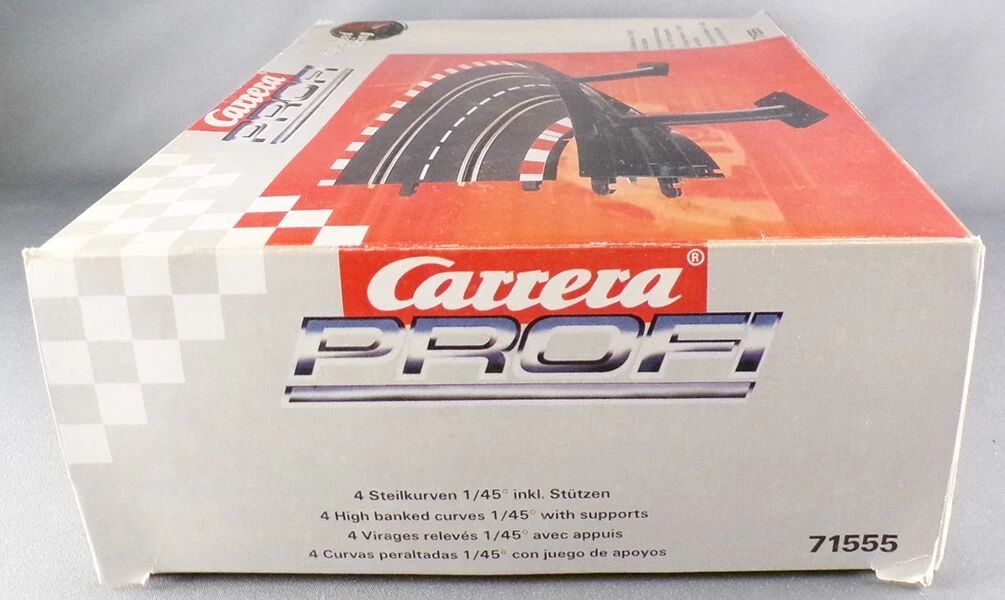 Carrera
PROFI
Carrera®
PROFI
4 Steilkurven 1/45° inkl. Stützen
4 High banked curves 1/45° with supports
4 Virages relevés 1/45° avec appuis
4 Curvas peraltadas 1/45° con juego de apoyos
71555